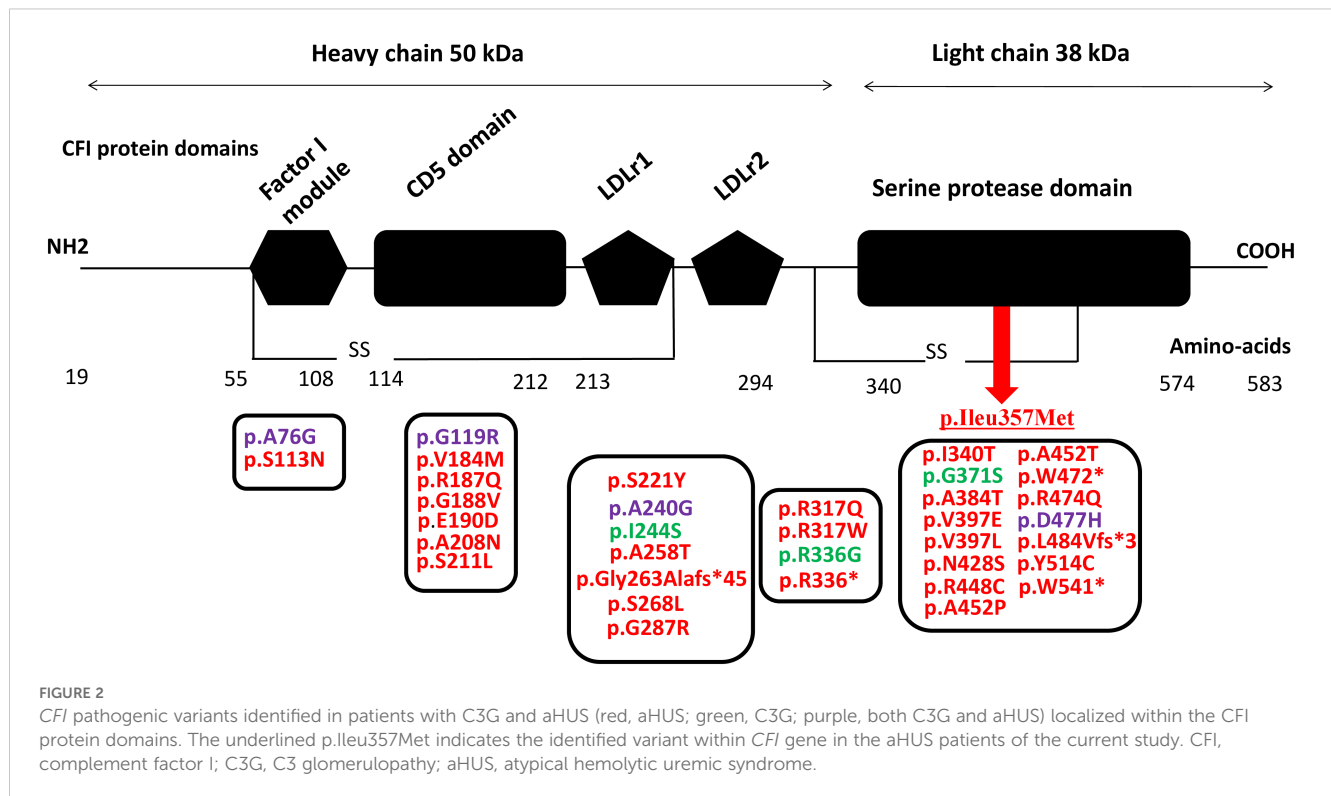 Heavy chain 50 kDa
Light chain 38 kDa
CFI protein domains
Factor I
module
CD5 domain
LDLr1
LDLr2
Serine protease domain
NH2
COOH
SS
SS
Amino-acids
19
55
108
114
212
213
294
340
574
583
p.Ileu357Met
p.A76G
p.S113N
p.G119R
p.V184M
p.R187Q
p.G188V
p.E190D
p.A208N
p.S211L
p.S221Y
p.A240G
p.I244S
p.A258T
p.Gly263Alafs*45
p.S268L
p.G287R
p.R317Q
p.R317W
p.R336G
p.R336*
p.I340T
p.G371S
p.A384T
p.V397E
p.V397L
p.N428S
p.R448C
p.A452P
p.A452T
p.W472*
p.R474Q
p.D477H
p.L484Vfs*3
p.Y514C
p.W541*
FIGURE 2
CFI pathogenic variants identified in patients with C3G and aHUS (red, aHUS; green, C3G; purple, both C3G and aHUS) localized within the CFI
protein domains. The underlined p.Ileu357Met indicates the identified variant within CFI gene in the aHUS patients of the current study. CFI,
complement factor I; C3G, C3 glomerulopathy; aHUS, atypical hemolytic uremic syndrome.